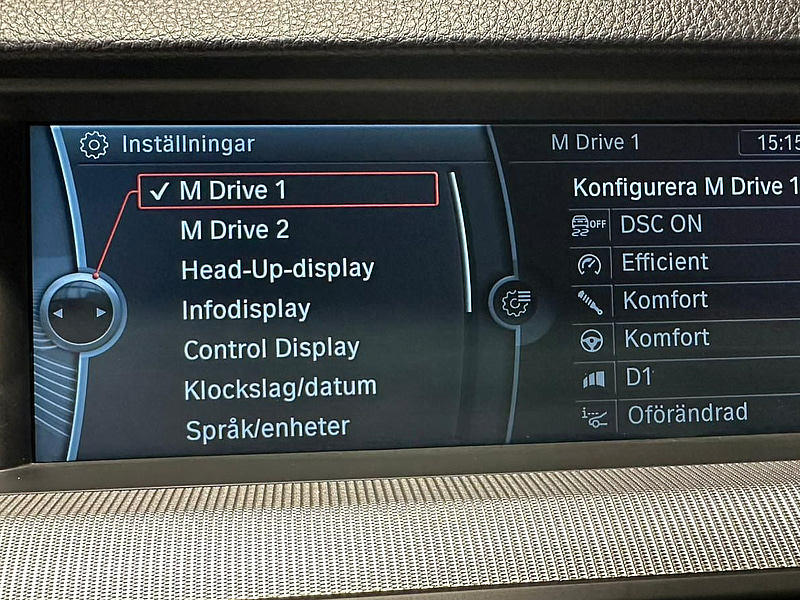 Inställningar
✓ M Drive 1
M Drive 2
Head-Up-display
Infodisplay
Control Display
Klockslag/datum
Språk/enheter
M Drive 1
15:15
Konfigurera M Drive 1
OFF DSC ON
Efficient
Komfort
Komfort
D1
Oförändrad